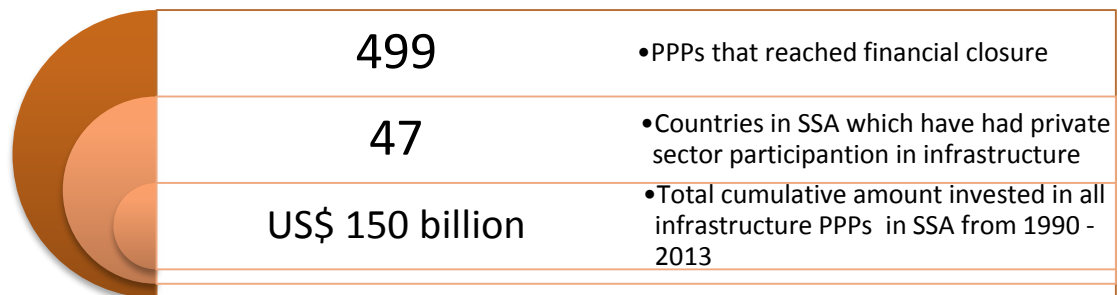 499
•PPPs that reached financial closure
47
•Countries in SSA which have had private
sector participantion in infrastructure
US$ 150 billion
•Total cumulative amount invested in all
infrastructure PPPs in SSA from 1990 -
2013